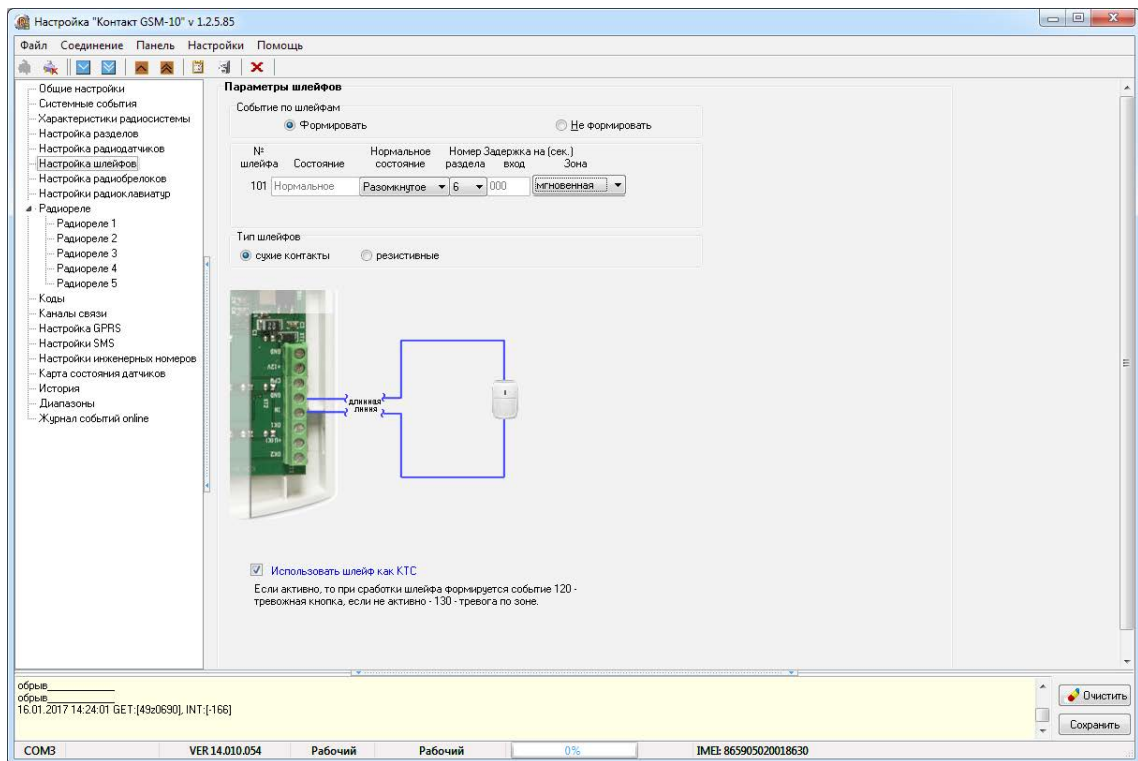 Настройка "Контакт GSM-10" v 1.2.5.85
Файл Соединение Панель Настройки Помощь
Общие настройки
Системные события
Характеристики радиосистемы
Настройка разделов
Настройка радиодатчиков
Настройка шлейфов
Настройка радиобрелоков
Настройки радиоклавиатур
Радиореле
Радиореле 1
Радиореле 2
Радиореле 3
Радиореле 4
Радиореле 5
Коды
Каналы связи
Настройка GPRS
Настройки SMS
Настройки инженерных номеров
Карта состояния датчиков
История
Диапазоны
Журнал событий online
Параметры шлейфов
Событие по шлейфам
Формировать Не формировать
№ Нормальное Номер Задержка на (сек.)
шлейфа Состояние состояние раздела вход Зона
101 Нормальное Разомкнутое 6 000 мгновенная
Тип шлейфов
сухие контакты резистивные
длинная
линия
Использовать шлейф как КТС
Если активно, то при сработки шлейфа формируется событие 120 -
тревожная кнопка, если не активно - 130 - тревога по зоне.
обрыв____________
обрыв____________
16.01.2017 14:24:01 GET:[49z0690], INT:[-166]
Очистить
Сохранить
COM3 VER 14.010.054 Рабочий Рабочий 0% IMEI: 865905020018630